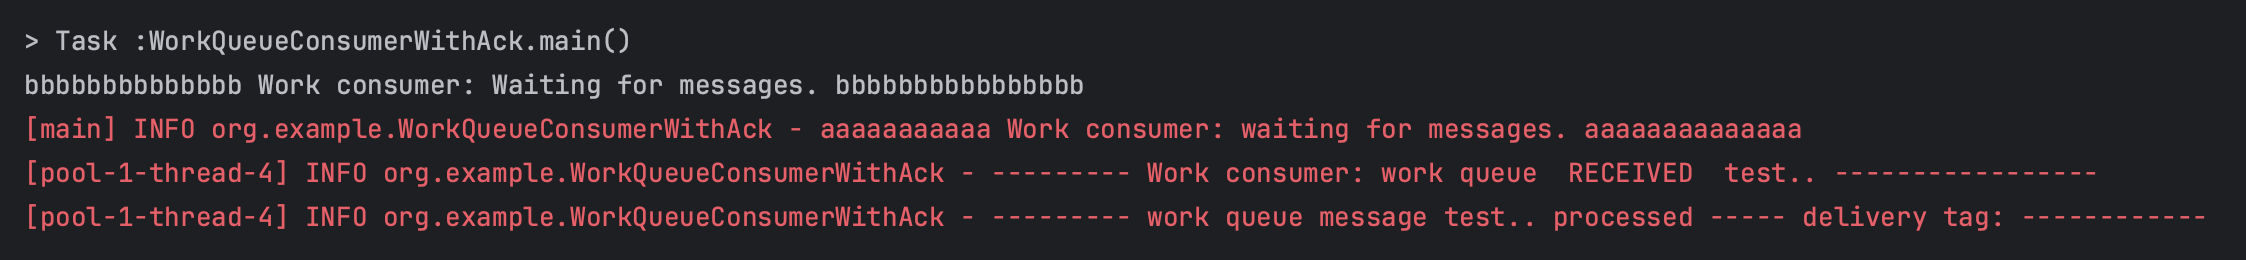 > Task :WorkQueueConsumerWithAck.main()
bbbbbbbbbbbbbb Work consumer: Waiting for messages. bbbbbbbbbbbbbbbb
[main] INFO org.example.WorkQueueConsumerWithAck - aaaaaaaaaaa Work consumer: waiting for messages. aaaaaaaaaaaaaa
[pool-1-thread-4] INFO org.example.WorkQueueConsumerWithAck - --------- Work consumer: work queue  RECEIVED  test.. -----------------
[pool-1-thread-4] INFO org.example.WorkQueueConsumerWithAck - --------- work queue message test.. processed ----- delivery tag: ------------